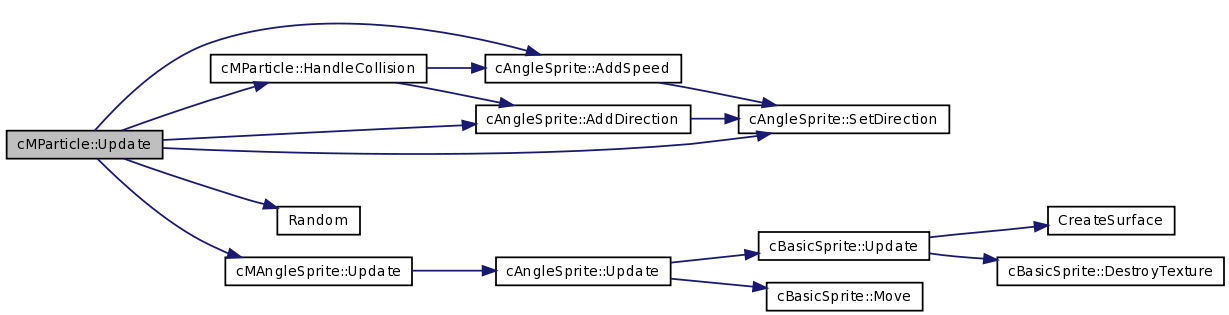 cMParticle::HandleCollision
cAngleSprite::AddSpeed
cAngleSprite::AddDirection
cAngleSprite::SetDirection
cMParticle::Update
Random
CreateSurface
cBasicSprite::Update
cMAngleSprite::Update
cAngleSprite::Update
cBasicSprite::DestroyTexture
cBasicSprite::Move